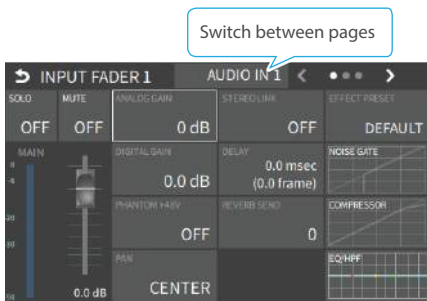 Switch between pages
INPUT FADER 1
AUDIO IN 1
SOLO
OFF
MUTE
OFF
ANALOG GAIN
0 dB
STEREO LINK
OFF
EFFECT PRESET
DEFAULT
MAIN
0.0 dB
DIGITAL GAIN
0.0 dB
DELAY
0.0 msec
(0.0 frame)
NOISE GATE
PHANTOM +48V
OFF
REVERB SEND
0
COMPRESSOR
PAN
CENTER
EQ/HPF